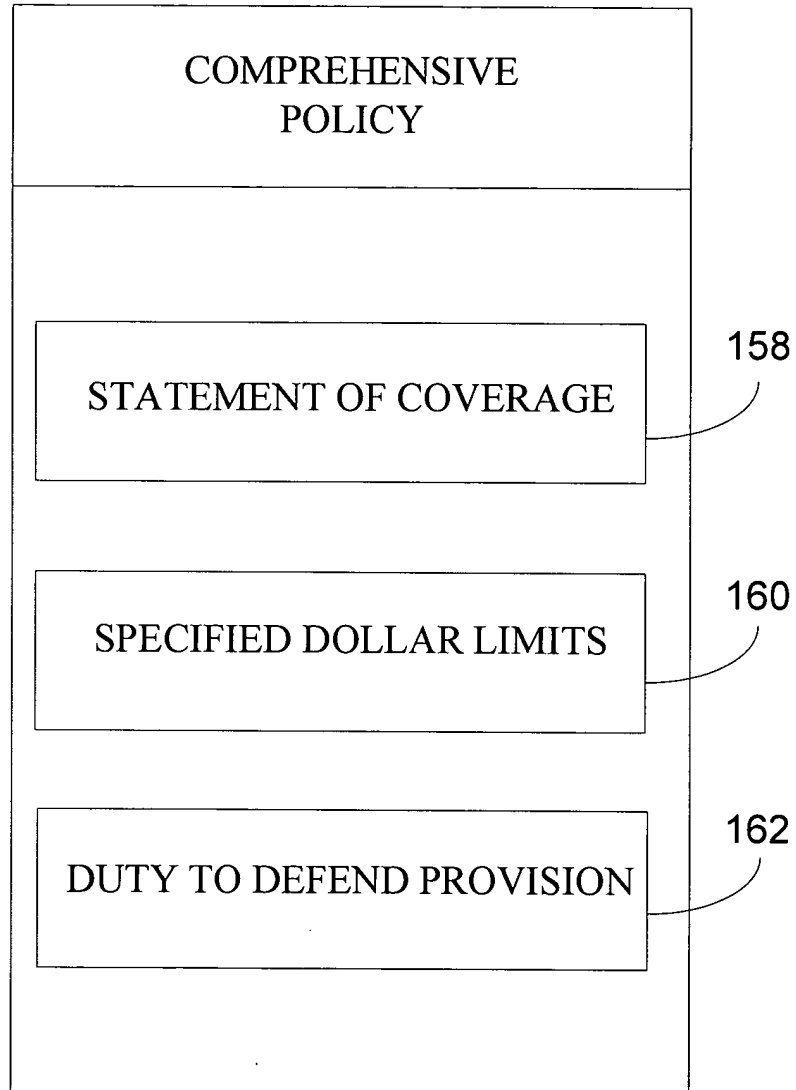 COMPREHENSIVE
POLICY
158
STATEMENT OF COVERAGE
160
SPECIFIED DOLLAR LIMITS
162
DUTY TO DEFEND PROVISION